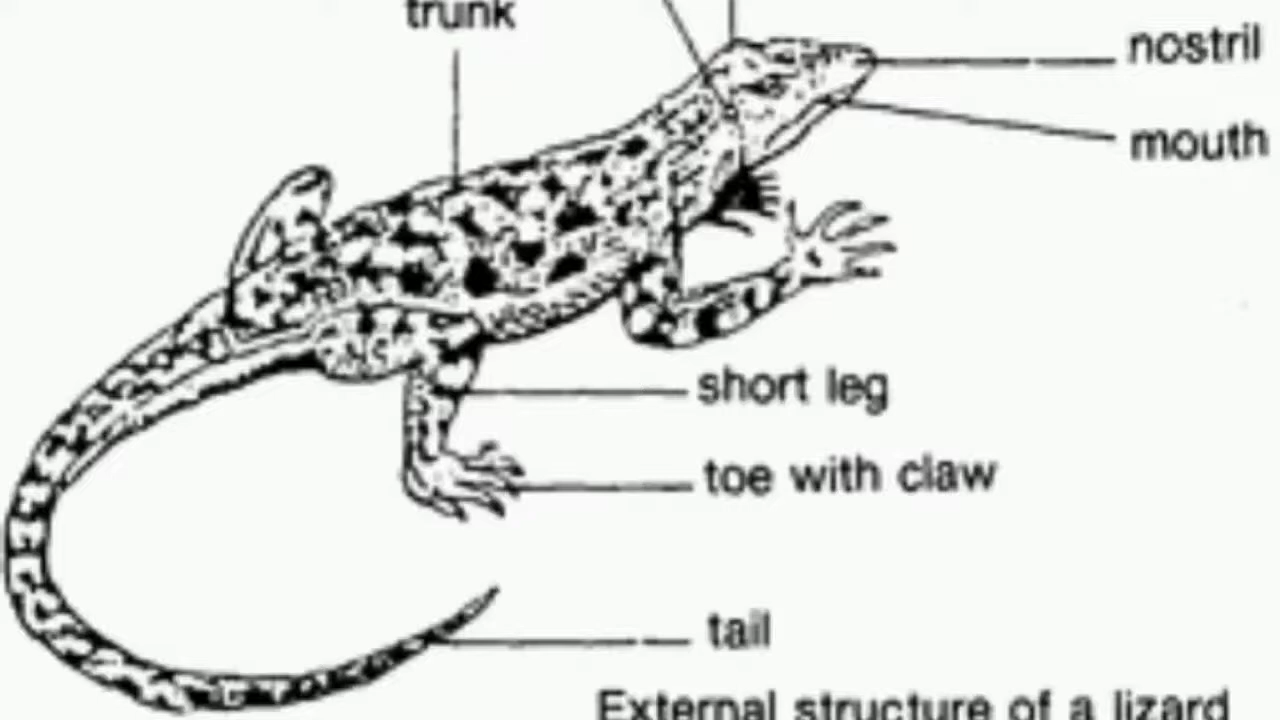 trunk
nostril
mouth
short leg
toe with claw
tail
External structure of a lizard